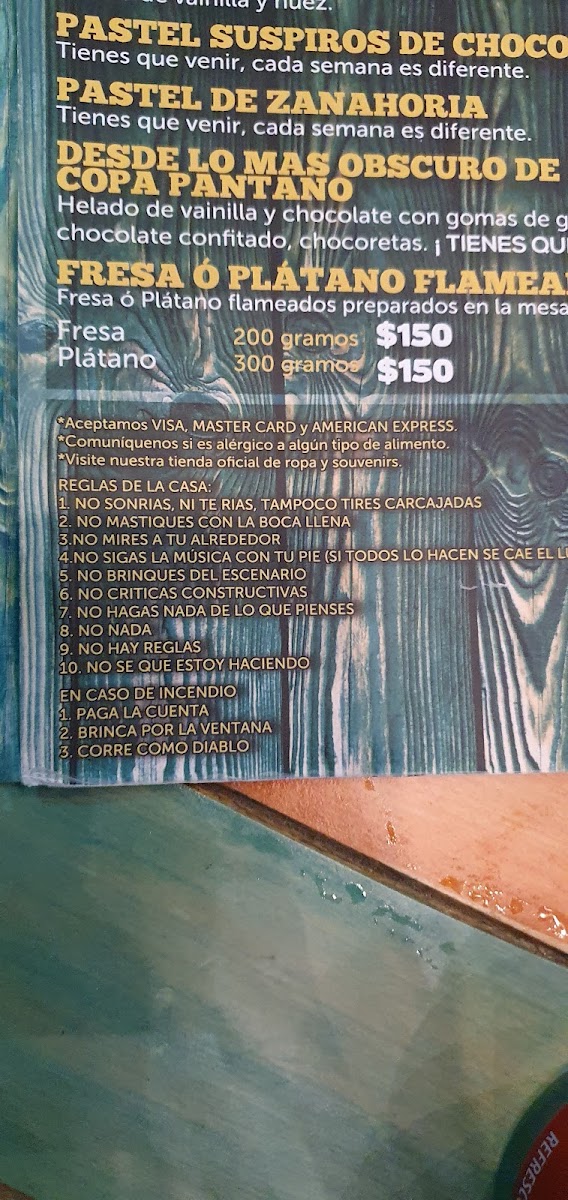 vainilla y nuez.
PASTEL SUSPIROS DE CHOCO
Tienes que venir, cada semana es diferente.
PASTEL DE ZANAHORIA
Tienes que venir, cada semana es diferente.
DESDE LO MAS OBSCURO DE
COPA PANTANO
Helado de vainilla y chocolate con gomas de g
chocolate confitado, chocoretas. ¡ TIENES QU
FRESA Ó PLÁTANO FLAMEA
Fresa ó Plátano flameados preparados en la mesa
Fresa 200 gramos $150
Plátano 300 gramos $150
*Aceptamos VISA, MASTER CARD y AMERICAN EXPRESS.
*Comuníquenos si es alérgico a algún tipo de alimento.
*Visite nuestra tienda oficial de ropa y souvenirs.
REGLAS DE LA CASA:
1. NO SONRIAS, NI TE RIAS, TAMPOCO TIRES CARCAJADAS
2. NO MASTIQUES CON LA BOCA LLENA
3.NO MIRES A TU ALREDEDOR
4.NO SIGAS LA MÚSICA CON TU PIE (SI TODOS LO HACEN SE CAE EL LU
5. NO BRINQUES DEL ESCENARIO
6. NO CRITICAS CONSTRUCTIVAS
7. NO HAGAS NADA DE LO QUE PIENSES
8. NO NADA
9. NO HAY REGLAS
10. NO SE QUE ESTOY HACIENDO
EN CASO DE INCENDIO
1. PAGA LA CUENTA
2. BRINCA POR LA VENTANA
3. CORRE COMO DIABLO
REFRESC